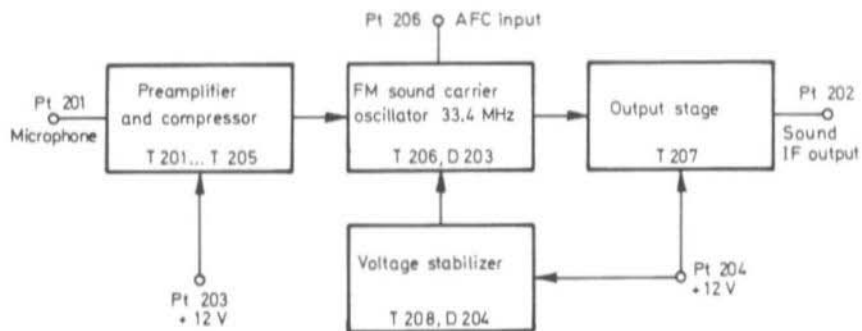 Pt 206
AFC input
Pt 201
Microphone
Preamplifier
and compressor
T 201... T 205
FM sound carrier
oscillator 33.4 MHz
T 206, D 203
Output stage
T 207
Pt 202
Sound
IF output
Voltage stabilizer
T 208, D 204
Pt 203
+ 12 V
Pt 204
+ 12 V